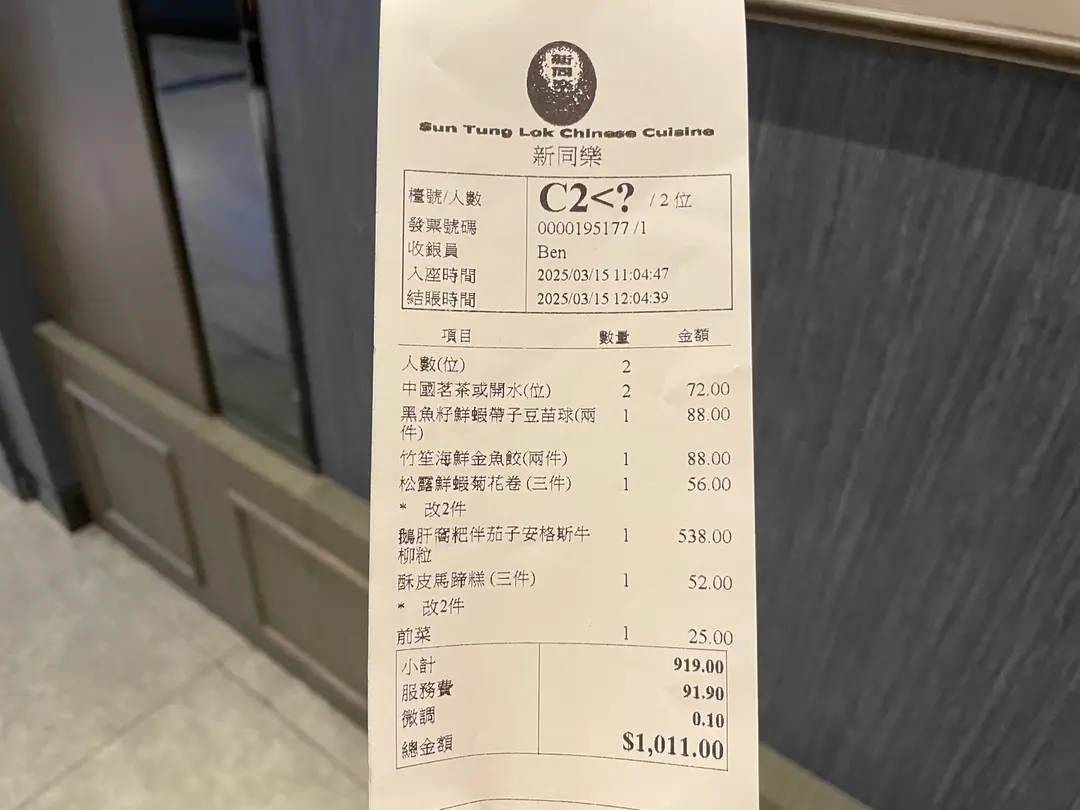 新同樂
Sun Tung Lok Chinese Cuisine
新同樂
檯號/人數 C2<? / 2 位
發票號碼 0000195177 /1
收銀員 Ben
入座時間 2025/03/15 11:04:47
結賬時間 2025/03/15 12:04:39
項目 數量 金額
人數(位) 2
中國茗茶或開水(位) 2 72.00
黑魚籽鮮蝦帶子豆苗球(兩 1 88.00
件)
竹笙海鮮金魚餃(兩件) 1 88.00
松露鮮蝦菊花卷 (三件) 1 56.00
* 改2件
鵝肝窩粑伴茄子安格斯牛 1 538.00
柳粒
酥皮馬蹄糕 (三件) 1 52.00
* 改2件
前菜 1 25.00
小計 919.00
服務費 91.90
微調 0.10
總金額 $1,011.00